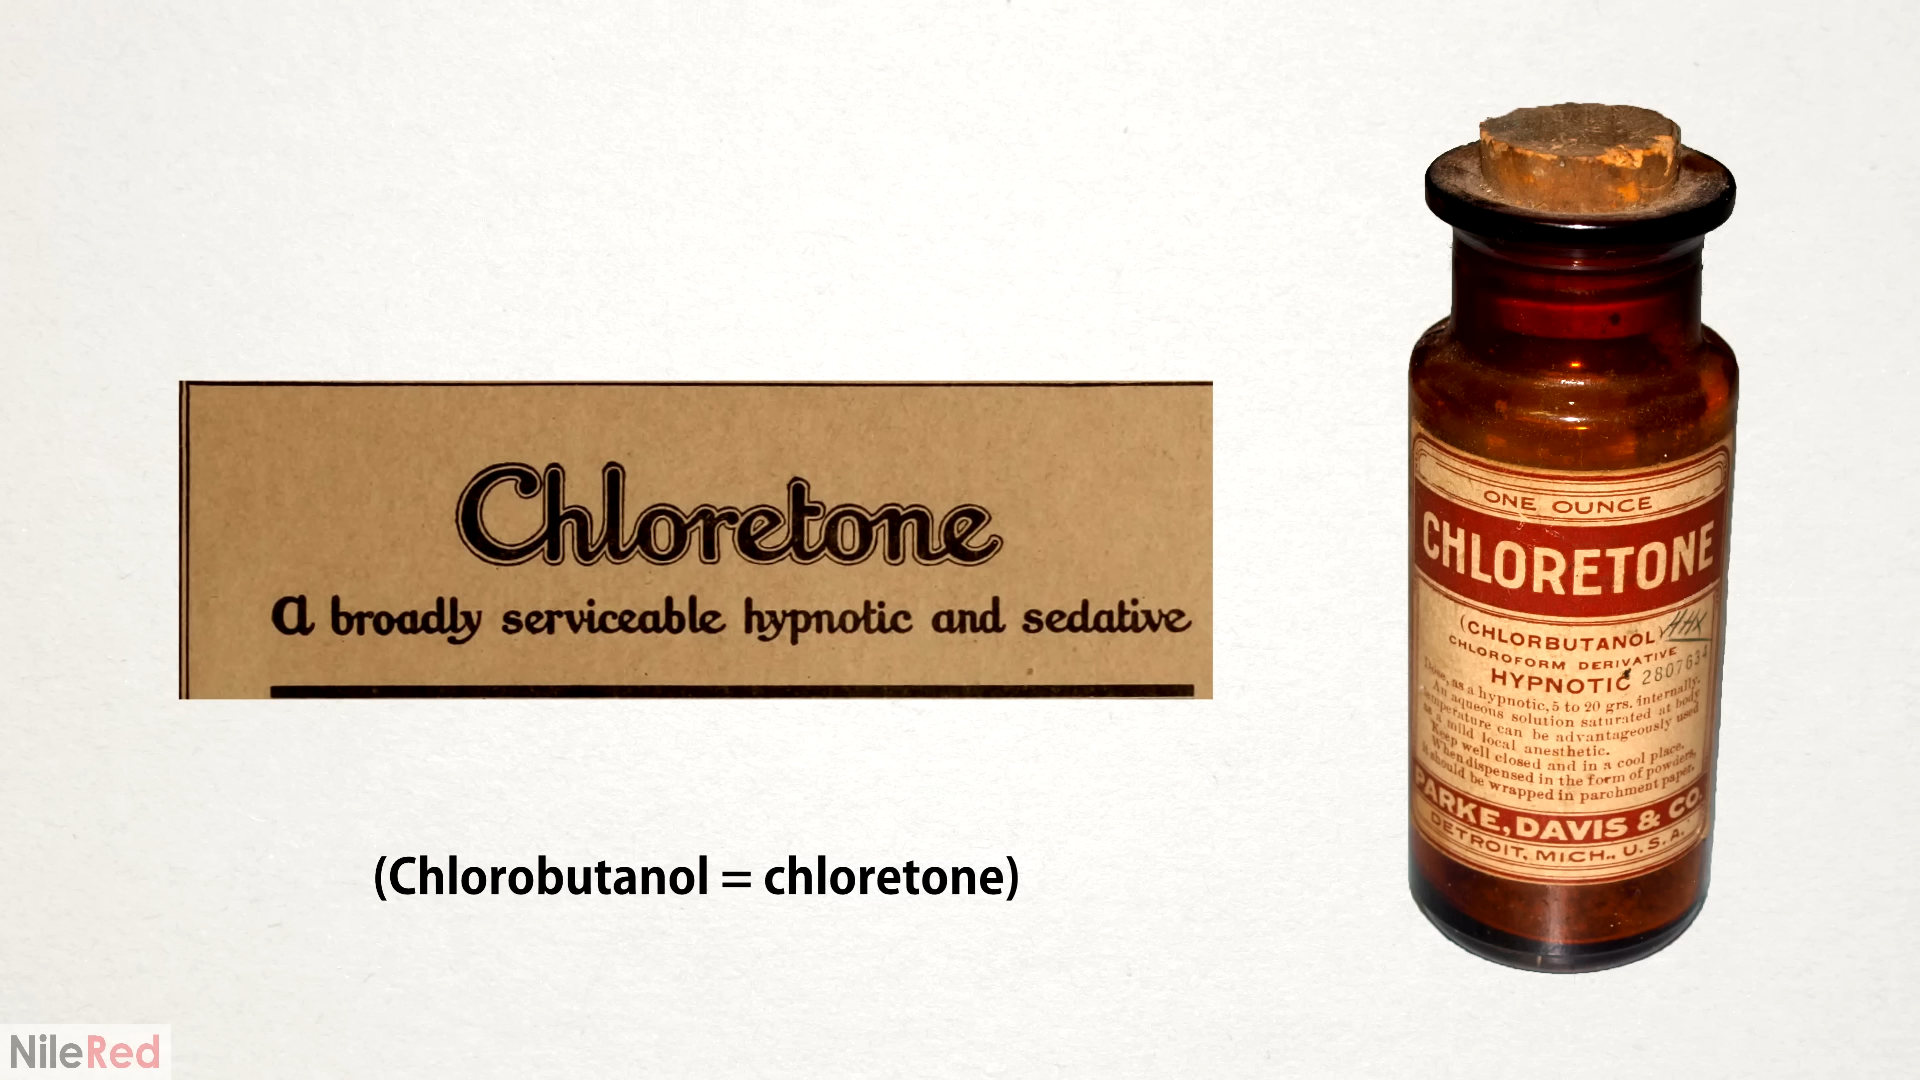 Chloretone
a broadly serviceable hypnotic and sedative
(Chlorobutanol = chloretone)
ONE OUNCE
CHLORETONE
(CHLORBUTANOL)
CHLOROFORM DERIVATIVE
HYPNOTIC 2807634
Dose, as a hypnotic, 5 to 20 grs. internally.
An aqueous solution saturated at body
temperature can be advantageously used
as a mild local anesthetic.
Keep well closed and in a cool place.
When dispensed in the form of powders,
it should be wrapped in parchment paper.
PARKE, DAVIS & CO.
DETROIT, MICH., U.S.A.
NileRed